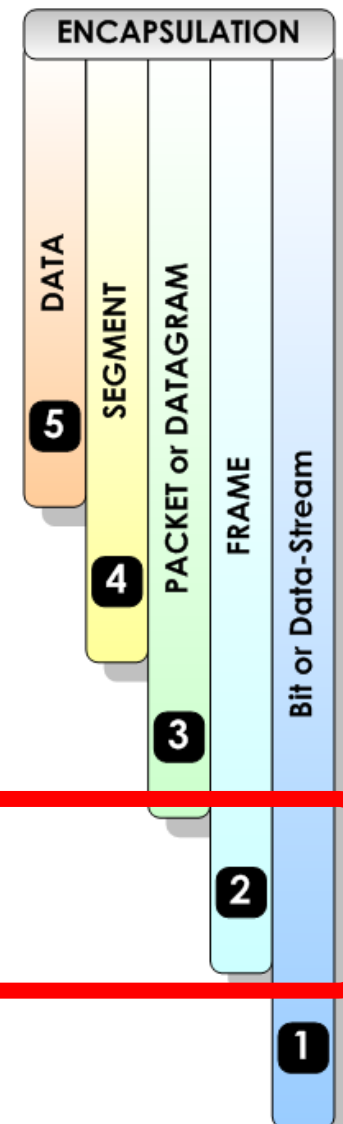 ENCAPSULATION
DATA
5
SEGMENT
4
PACKET or DATAGRAM
3
FRAME
2
Bit or Data-Stream
1